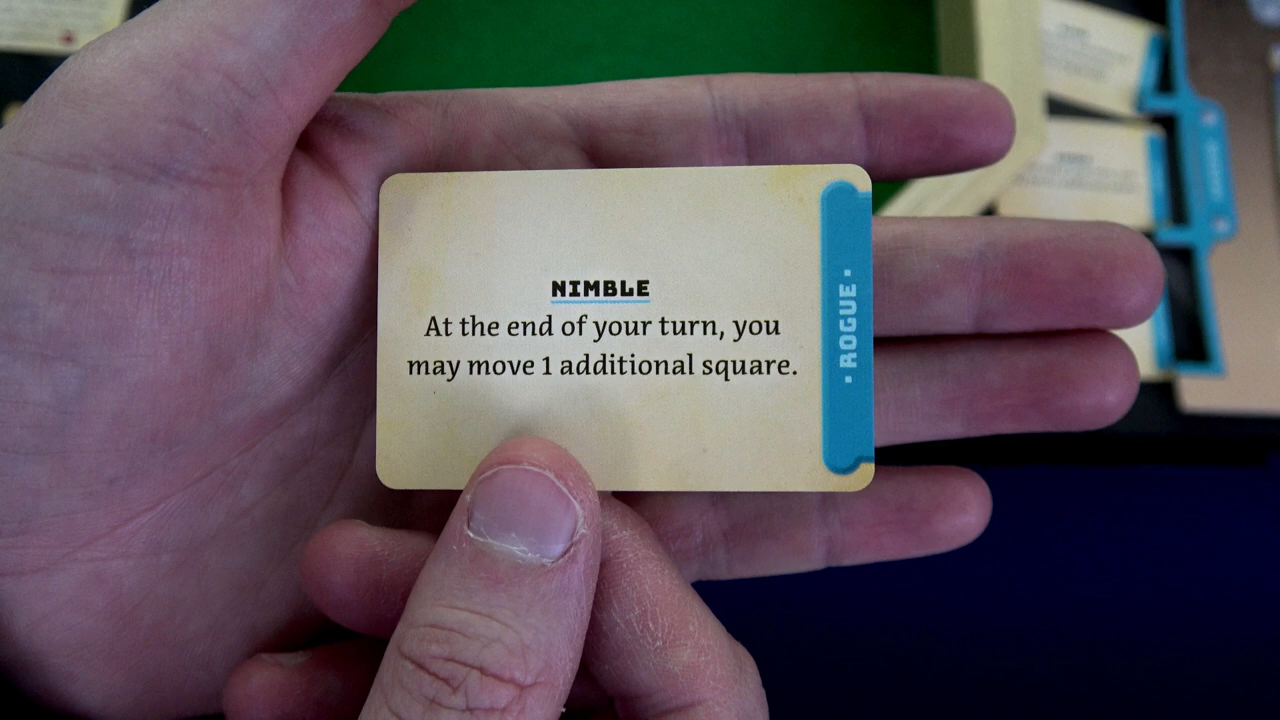 NIMBLE
At the end of your turn, you
may move 1 additional square.
· ROGUE ·